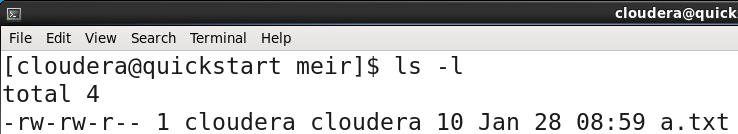 cloudera@quick
File Edit View Search Terminal Help
[cloudera@quickstart meir]$ ls -l
total 4
-rw-rw-r-- 1 cloudera cloudera 10 Jan 28 08:59 a.txt